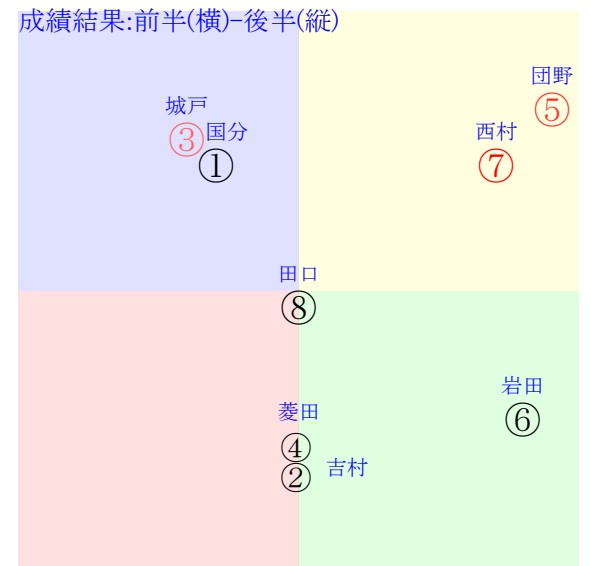 成績結果:前半(横)-後半(縦)
団野
⑤
城戸
③
国分
①
西村
⑦
田口
⑧
岩田
⑥
菱田
④
吉村
②